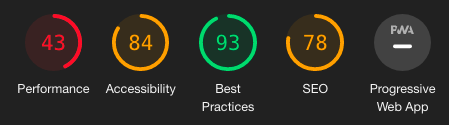 43 84 93 78 PWA
Performance Accessibility Best SEO Progressive
Practices Web App